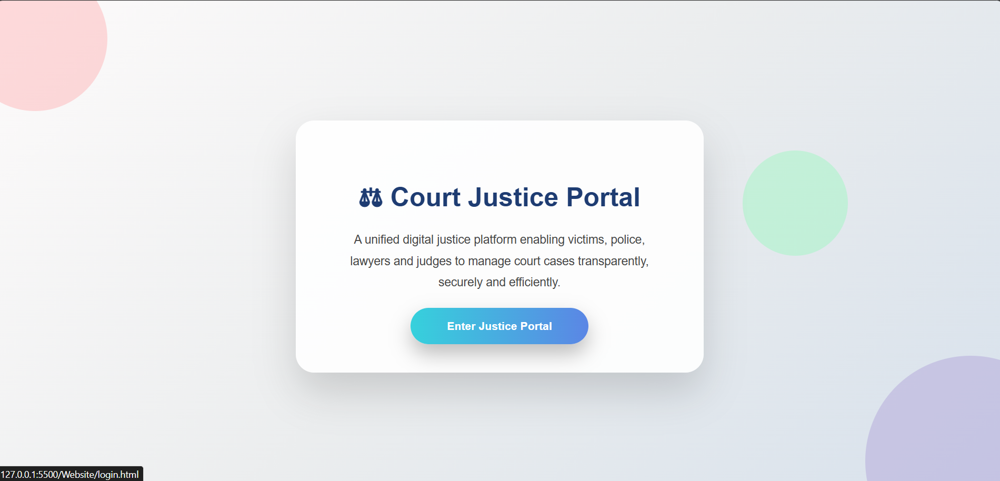 ⚖ Court Justice Portal
A unified digital justice platform enabling victims, police,
lawyers and judges to manage court cases transparently,
securely and efficiently.
Enter Justice Portal
127.0.0.1:5500/Website/login.html